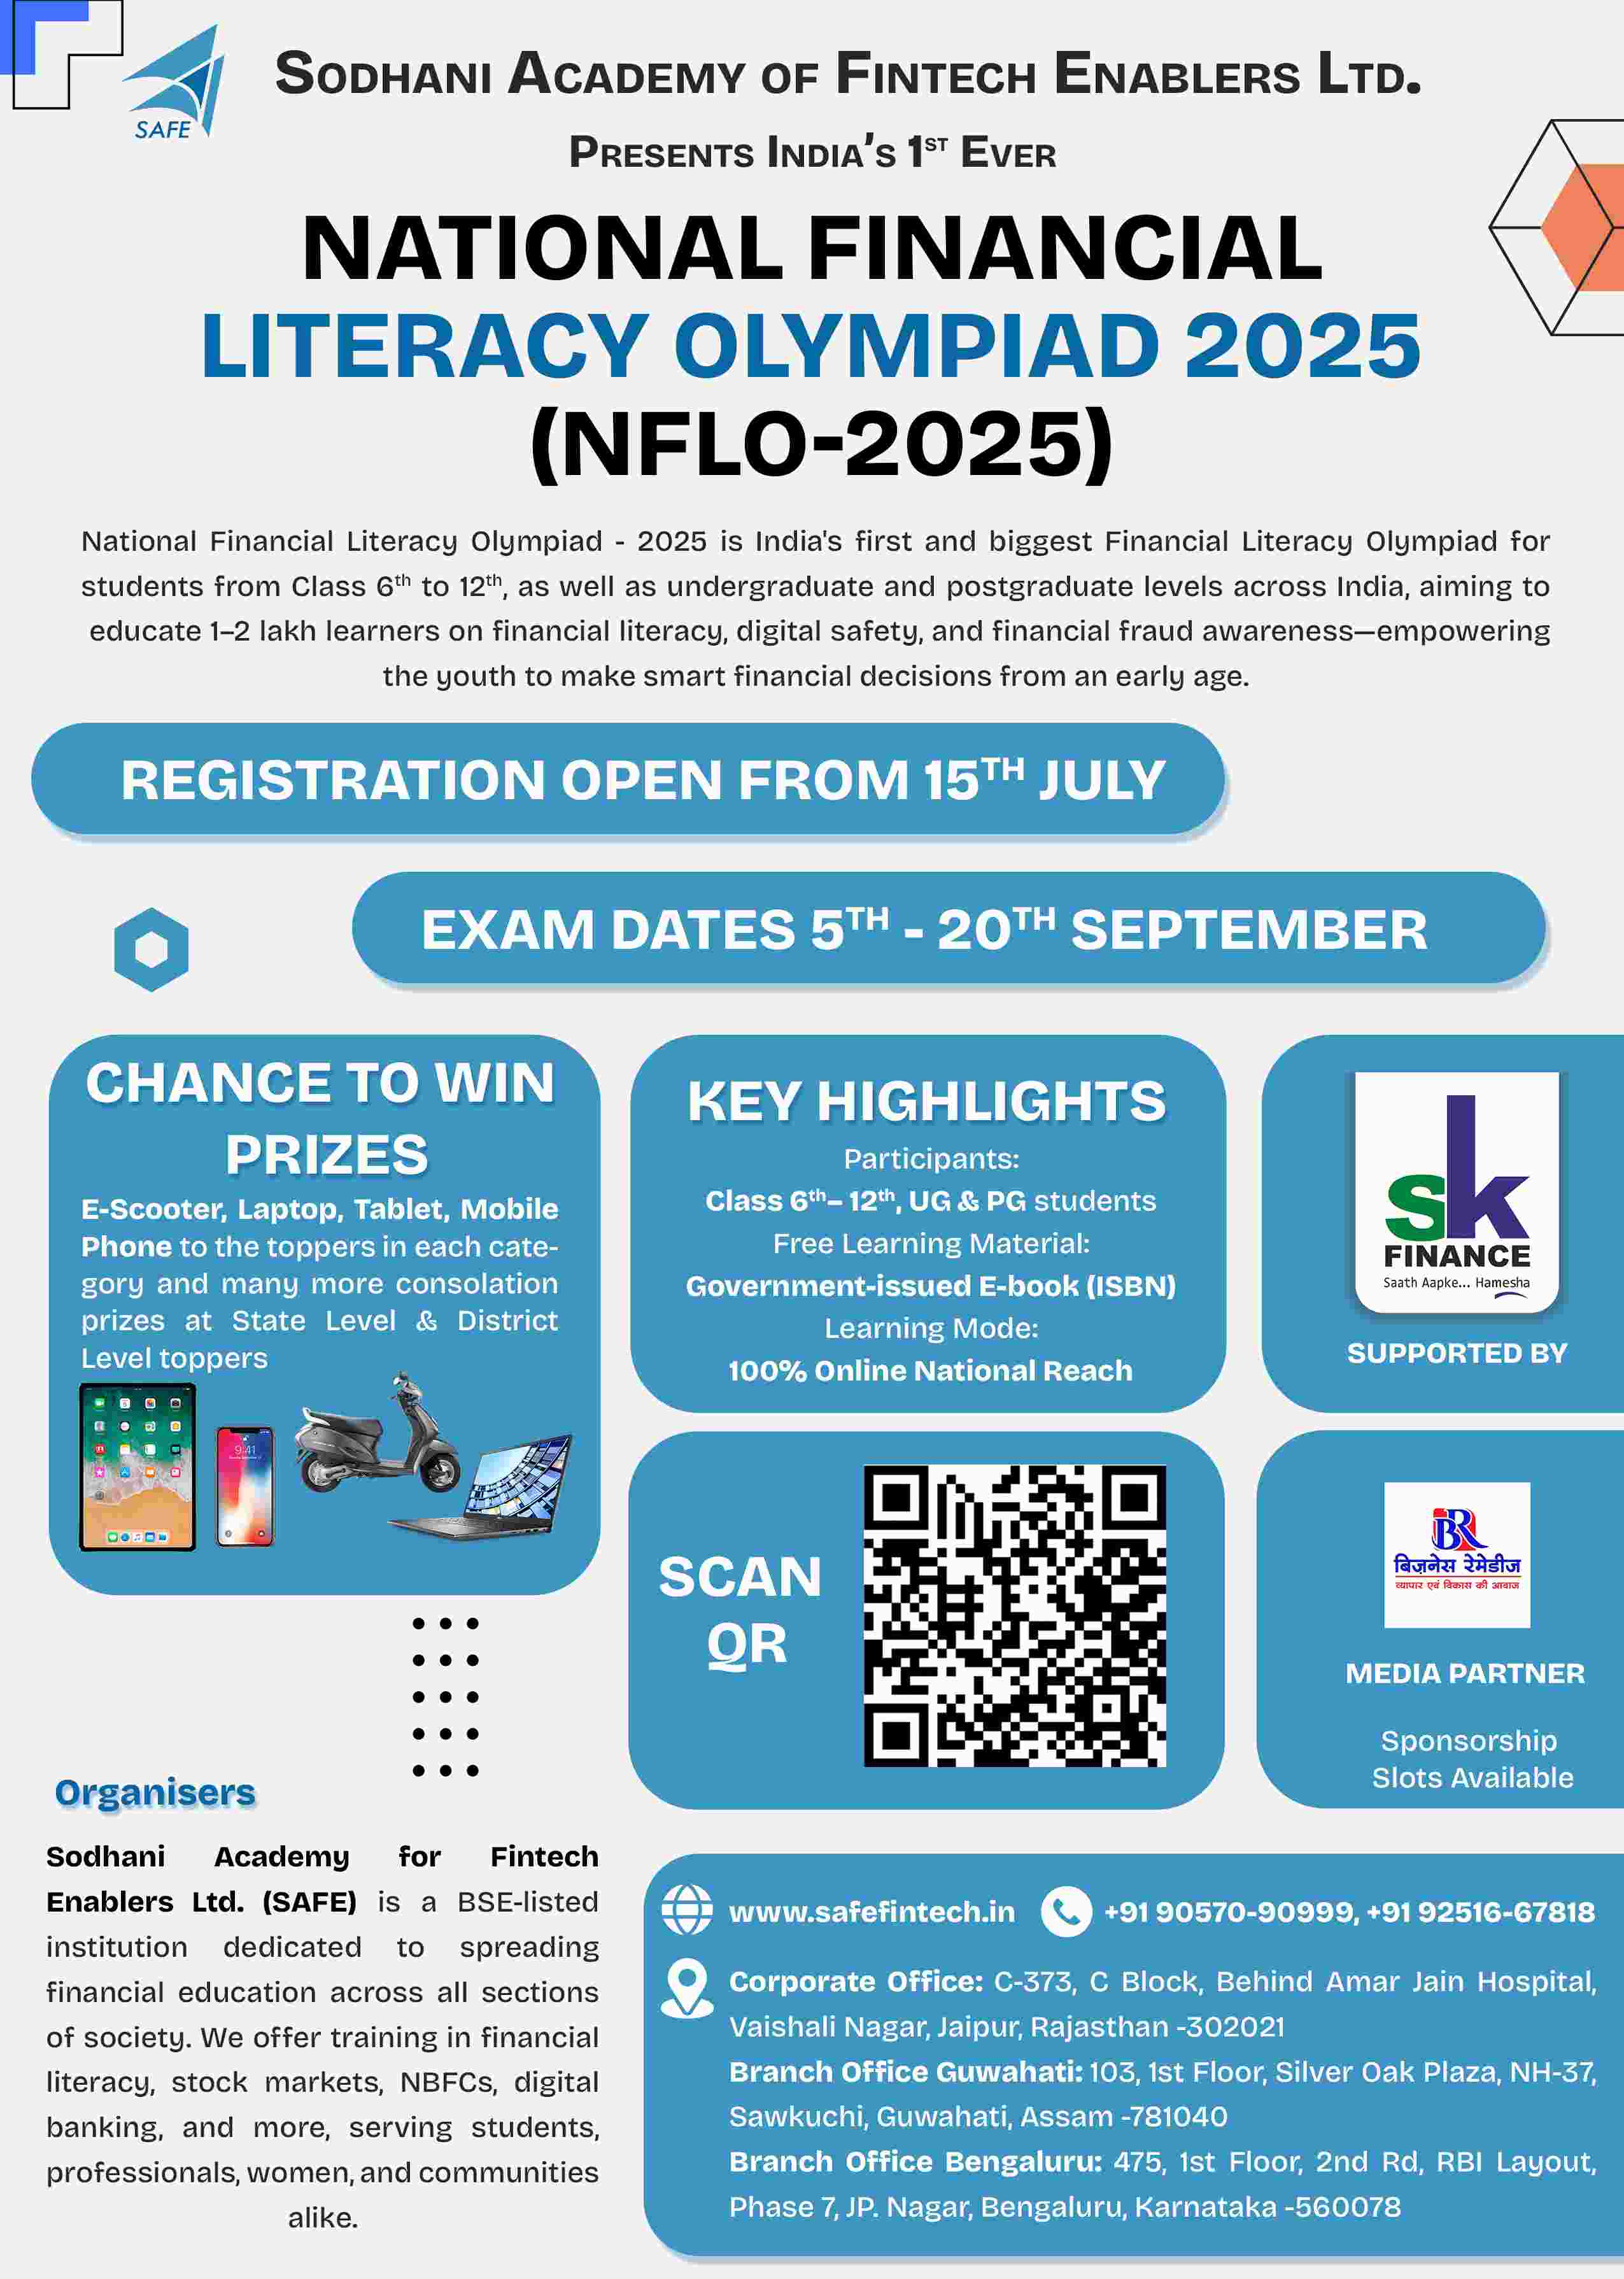 SAFE
SODHANI ACADEMY OF FINTECH ENABLERS LTD.
PRESENTS INDIA'S 1ST EVER
NATIONAL FINANCIAL
LITERACY OLYMPIAD 2025
(NFLO-2025)
National Financial Literacy Olympiad - 2025 is India's first and biggest Financial Literacy Olympiad for
students from Class 6th to 12th, as well as undergraduate and postgraduate levels across India, aiming to
educate 1–2 lakh learners on financial literacy, digital safety, and financial fraud awareness—empowering
the youth to make smart financial decisions from an early age.
REGISTRATION OPEN FROM 15TH JULY
EXAM DATES 5TH - 20TH SEPTEMBER
CHANCE TO WIN
PRIZES
E-Scooter, Laptop, Tablet, Mobile
Phone to the toppers in each cate-
gory and many more consolation
prizes at State Level & District
Level toppers
9:41
KEY HIGHLIGHTS
Participants:
Class 6th– 12th, UG & PG students
Free Learning Material:
Government-issued E-book (ISBN)
Learning Mode:
100% Online National Reach
sk
FINANCE
Saath Aapke... Hamesha
SUPPORTED BY
SCAN
QR
BR
बिज़नेस रेमेडीज
व्यापार एवं विकास की आवाज
MEDIA PARTNER
Sponsorship
Slots Available
Organisers
Sodhani Academy for Fintech
Enablers Ltd. (SAFE) is a BSE-listed
institution dedicated to spreading
financial education across all sections
of society. We offer training in financial
literacy, stock markets, NBFCs, digital
banking, and more, serving students,
professionals, women, and communities
alike.
www.safefintech.in
+91 90570-90999, +91 92516-67818
Corporate Office: C-373, C Block, Behind Amar Jain Hospital,
Vaishali Nagar, Jaipur, Rajasthan -302021
Branch Office Guwahati: 103, 1st Floor, Silver Oak Plaza, NH-37,
Sawkuchi, Guwahati, Assam -781040
Branch Office Bengaluru: 475, 1st Floor, 2nd Rd, RBI Layout,
Phase 7, JP. Nagar, Bengaluru, Karnataka -560078